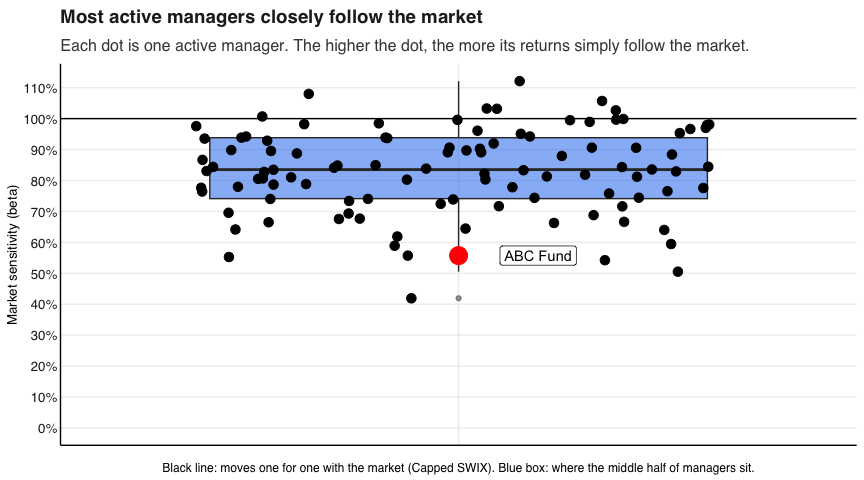 Most active managers closely follow the market
Each dot is one active manager. The higher the dot, the more its returns simply follow the market.
110%
100%
90%
80%
70%
60%
50%
40%
30%
20%
10%
0%
Market sensitivity (beta)
ABC Fund
Black line: moves one for one with the market (Capped SWIX). Blue box: where the middle half of managers sit.